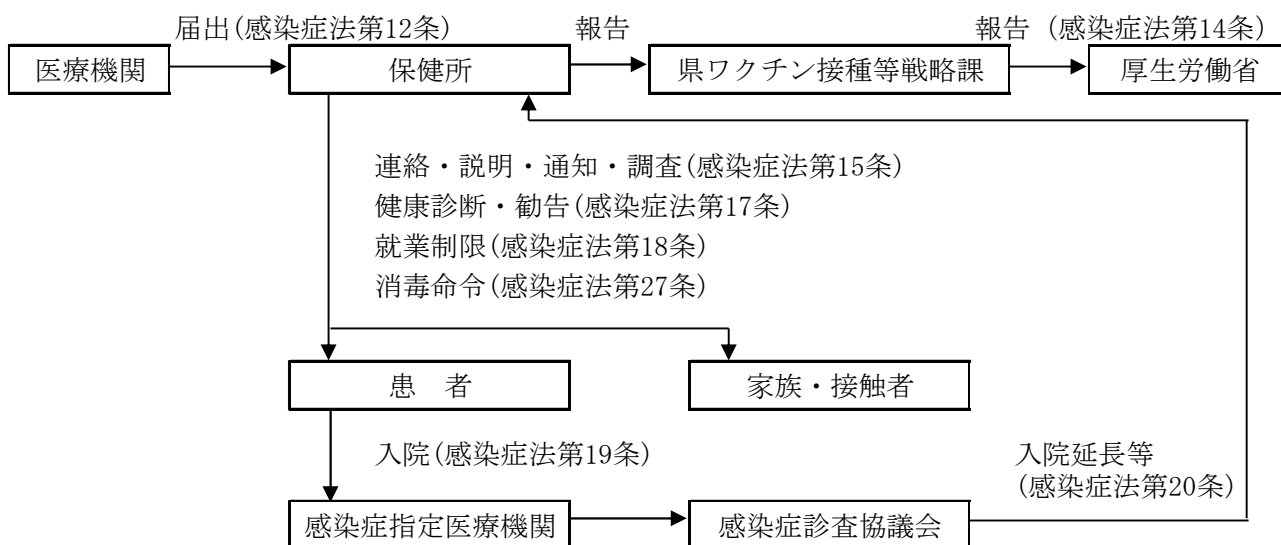 届出(感染症法第12条)
報告
報告 (感染症法第14条)
医療機関
保健所
県ワクチン接種等戦略課
厚生労働省
連絡・説明・通知・調査(感染症法第15条)
健康診断・勧告(感染症法第17条)
就業制限(感染症法第18条)
消毒命令(感染症法第27条)
患　者
家族・接触者
入院(感染症法第19条)
入院延長等
(感染症法第20条)
感染症指定医療機関
感染症診査協議会